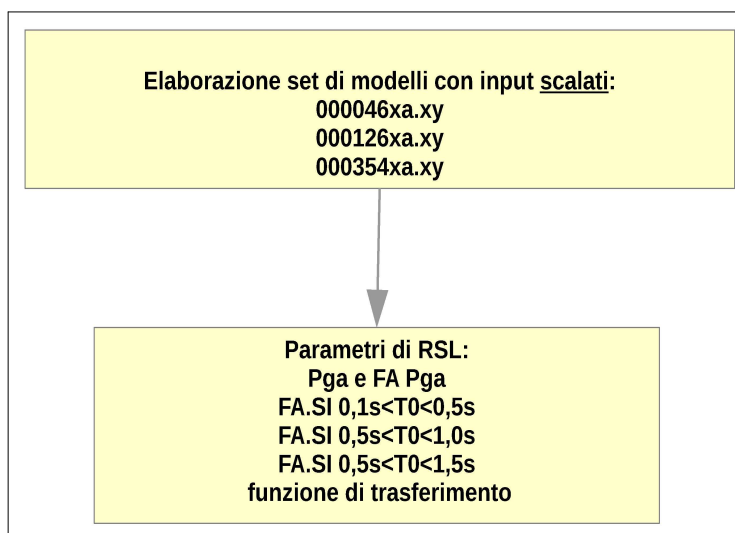 Elaborazione set di modelli con input scalati:
000046xa.xy
000126xa.xy
000354xa.xy
Parametri di RSL:
Pga e FA Pga
FA.SI 0,1s<T0<0,5s
FA.SI 0,5s<T0<1,0s
FA.SI 0,5s<T0<1,5s
funzione di trasferimento